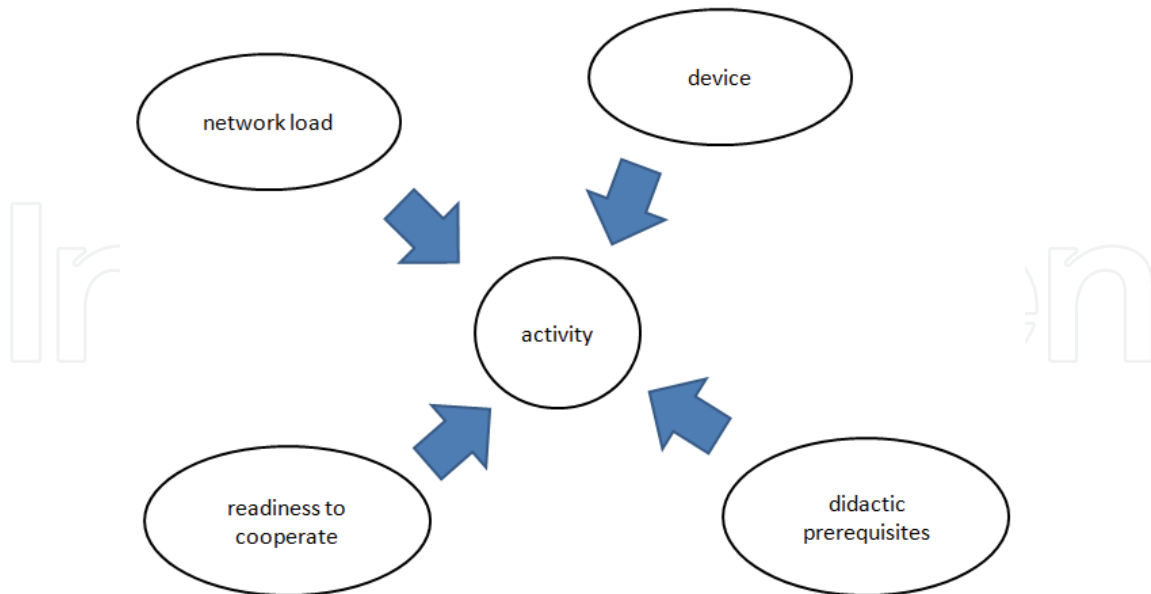 device
network load
activity
readiness to
cooperate
didactic
prerequisites